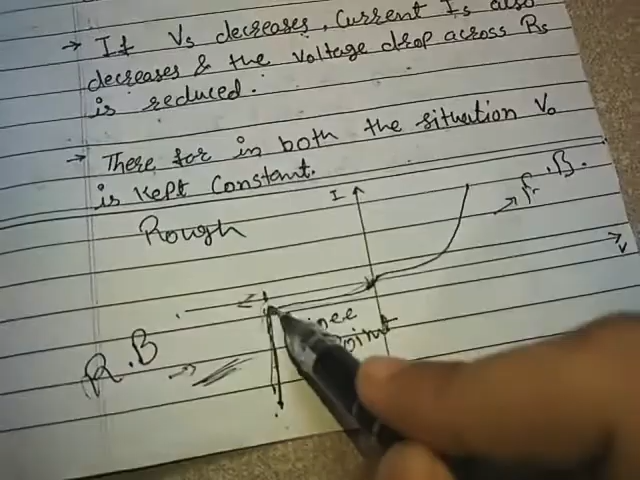 → If Vs decreases, Current Is also
decreases & the voltage drop across Rs
is reduced.
→ There for in both the situation Vo
is kept Constant.
Rough
I
→ f.B.
V
Point
R.B →